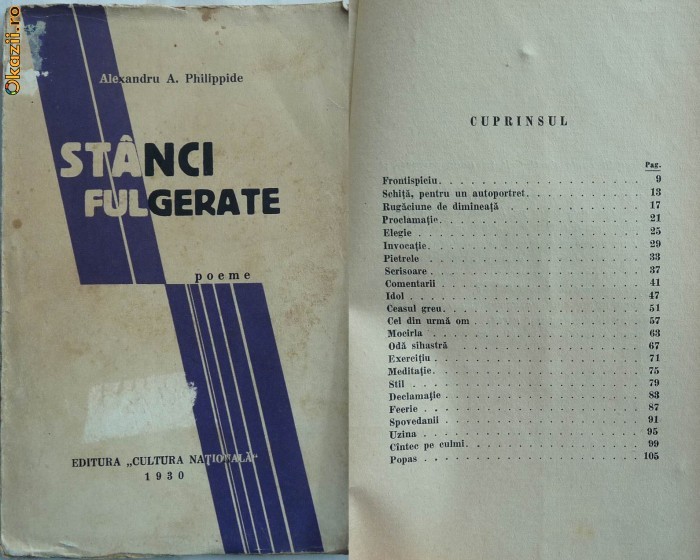 Okazii.ro
Alexandru A. Philippide
STÂNCI
FULGERATE
poeme
EDITURA „CULTURA NAȚIONALĂ"
1930
CUPRINSUL
Pag.
Frontispiciu. 9
Schiță, pentru un autoportret. 13
Rugăciune de dimineață 17
Proclamație. 21
Elegie 25
Invocație. 29
Pietrele 33
Scrisoare 37
Comentarii 41
Idol 47
Ceasul greu 51
Cel din urmă om 57
Mocirla 63
Odă sihastră 67
Exercițiu 71
Meditație 75
Stil 79
Declamație 83
Feerie 87
Spovedanii 91
Uzina 95
Cîntec pe culmi. 99
Popas 105